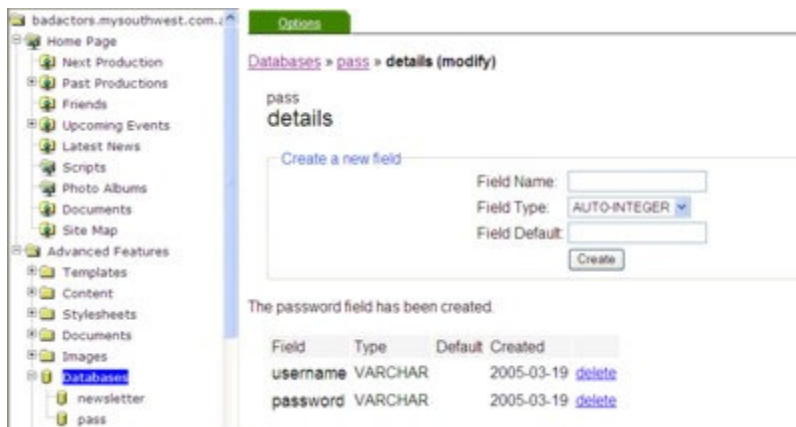 badactors.mysouthwest.com.a
Home Page
Next Production
Past Productions
Friends
Upcoming Events
Latest News
Scripts
Photo Albums
Documents
Site Map
Advanced Features
Templates
Content
Stylesheets
Documents
Images
Databases
newsletter
pass
Options
Databases » pass » details (modify)
pass
details
Create a new field
Field Name:
Field Type: AUTO-INTEGER
Field Default:
Create
The password field has been created.
Field Type Default Created
username VARCHAR 2005-03-19 delete
password VARCHAR 2005-03-19 delete